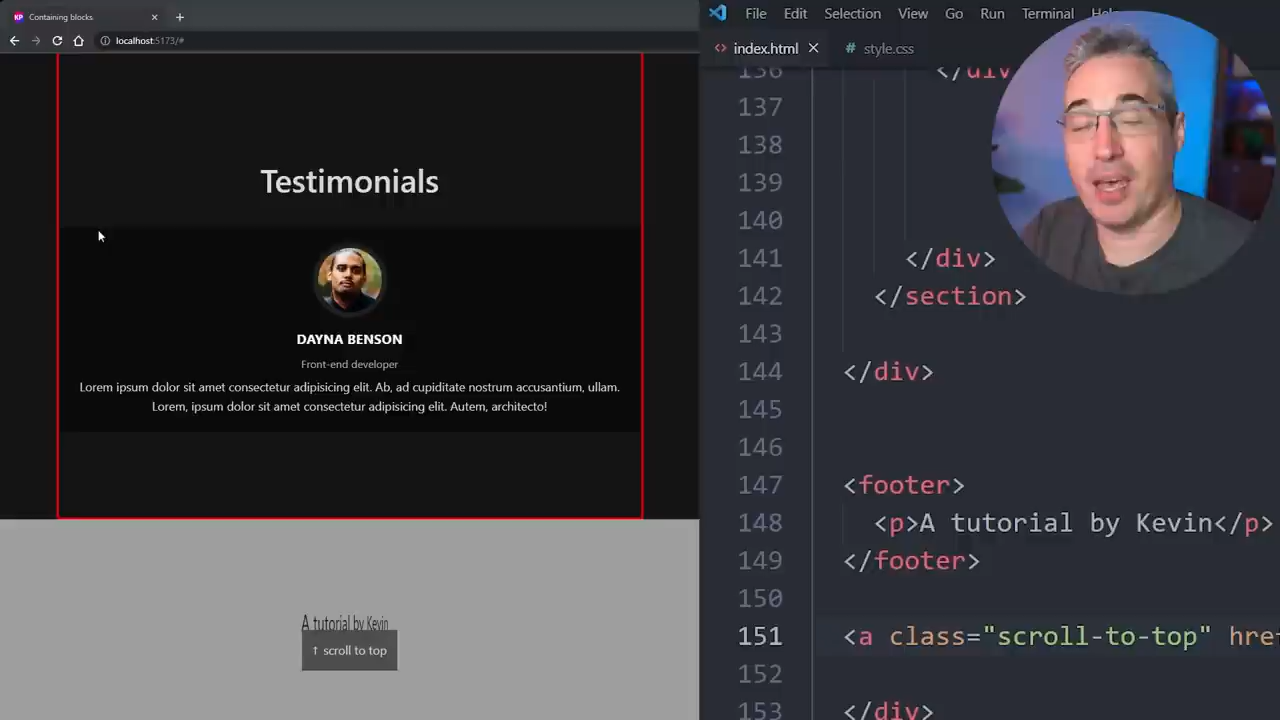 KP Containing blocks
localhost:5173/#
Testimonials
DAYNA BENSON
Front-end developer
Lorem ipsum dolor sit amet consectetur adipisicing elit. Ab, ad cupiditate nostrum accusantium, ullam.
Lorem, ipsum dolor sit amet consectetur adipisicing elit. Autem, architecto!
A tutorial by Kevin
↑ scroll to top
File Edit Selection View Go Run Terminal Help
<> index.html # style.css
136 </div
137
138
139
140
141 </div>
142 </section>
143
144 </div>
145
146
147 <footer>
148 <p>A tutorial by Kevin</p>
149 </footer>
150
151 <a class="scroll-to-top" hre
152
153 </div>